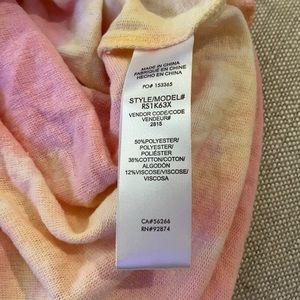 MADE IN CHINA
FABRIQUÉ EN CHINE
HECHO EN CHINA
PO# 153365
STYLE/MODEL#
RS1K63X
VENDOR CODE/CODE
VENDEUR#
2815
50%POLYESTER/
POLYESTER/
POLIÉSTER
38%COTTON/COTON/
ALGODÓN
12%VISCOSE/VISCOSE/
VISCOSA
CA#56266
RN#92874